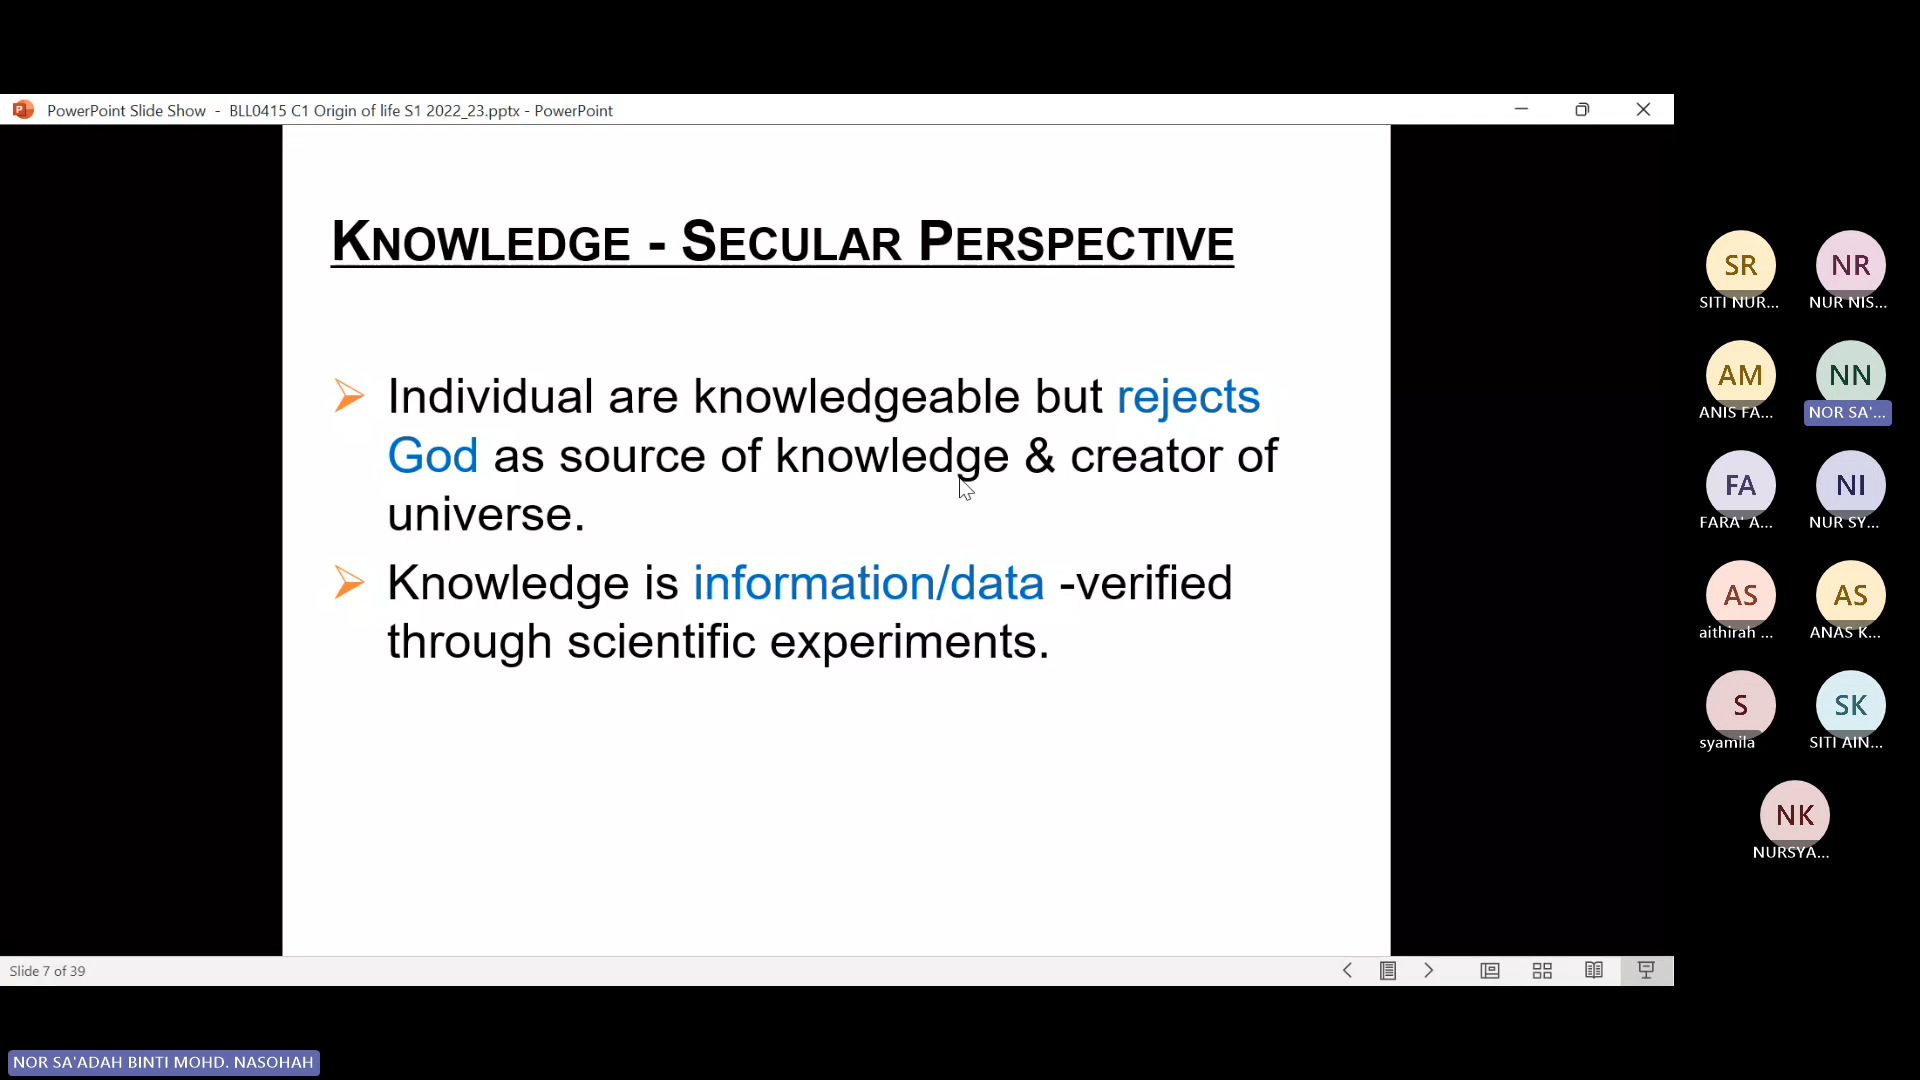 PowerPoint Slide Show - BLL0415 C1 Origin of life S1 2022_23.pptx - PowerPoint
KNOWLEDGE - SECULAR PERSPECTIVE
Individual are knowledgeable but rejects
God as source of knowledge & creator of
universe.
Knowledge is information/data -verified
through scientific experiments.
SR
SITI NUR...
NR
NUR NIS...
AM
ANIS FA...
NN
NOR SA'...
FA
FARA' A...
NI
NUR SY...
AS
aithirah ...
AS
ANAS K...
S
syamila
SK
SITI AIN...
NK
NURSYA...
Slide 7 of 39
NOR SA'ADAH BINTI MOHD. NASOHAH